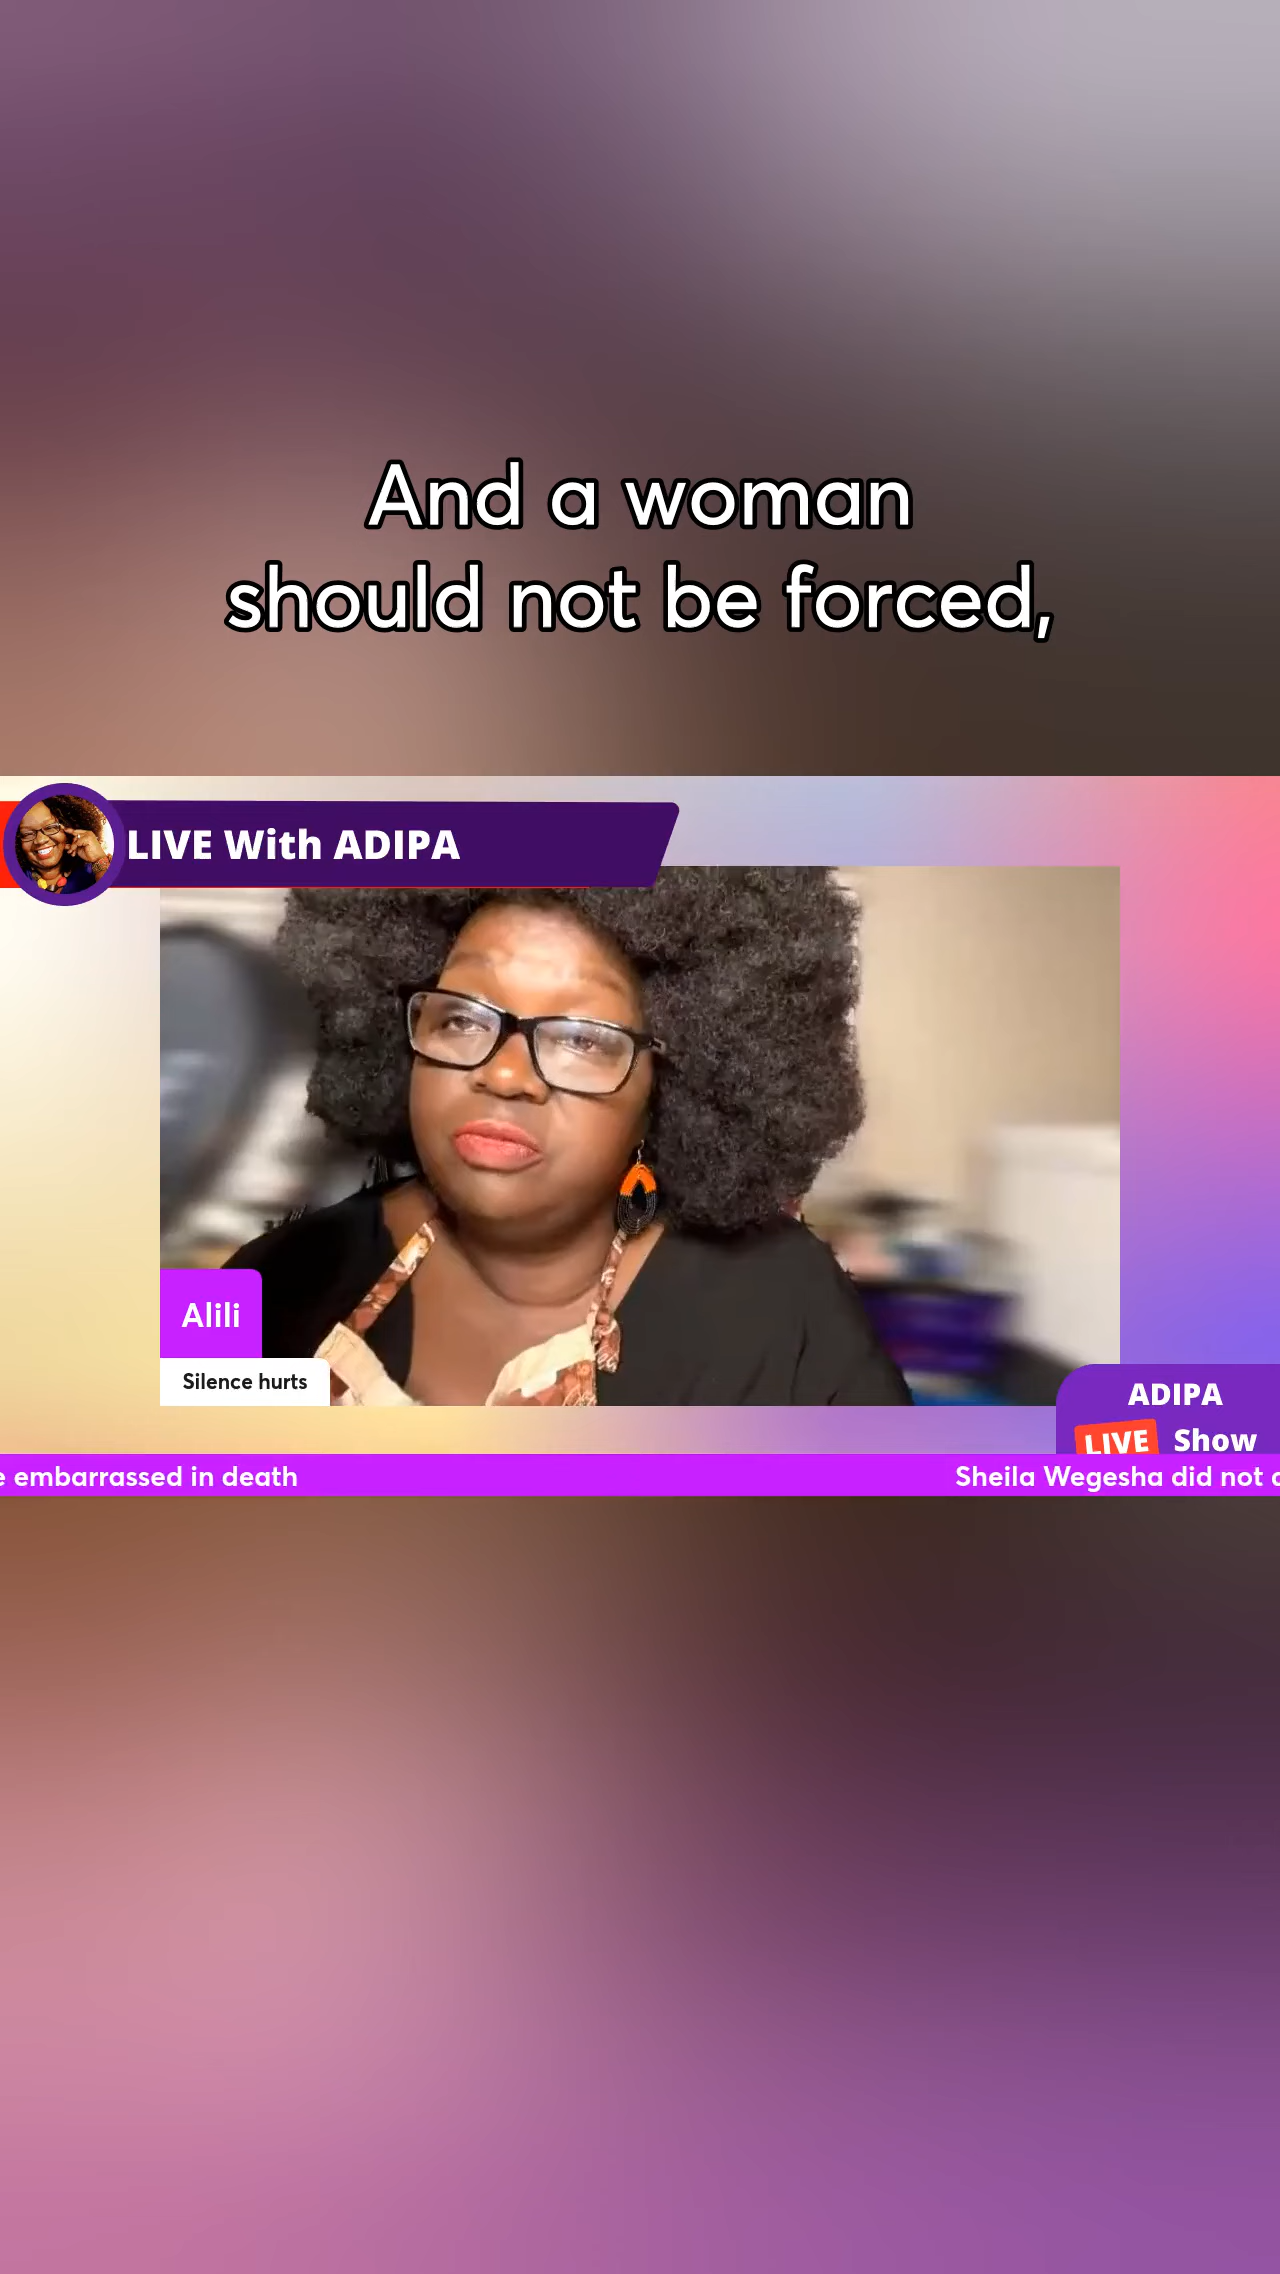 And a woman
should not be forced,
LIVE With ADIPA
Alili
Silence hurts
ADIPA
LIVE Show
embarrassed in death
Sheila Wegesha did not